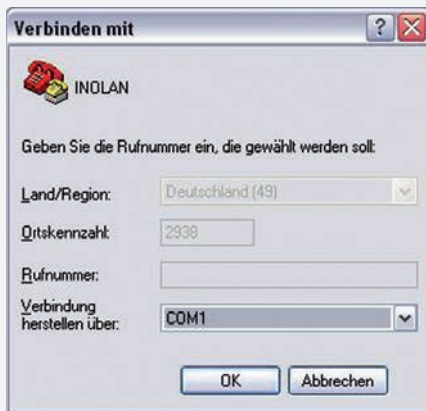 Verbinden mit
INOLAN
Geben Sie die Rufnummer ein, die gewählt werden soll:
Land/Region: Deutschland (49)
Ortskennzahl: 2938
Rufnummer:
Verbindung
herstellen über: COM1
OK Abbrechen